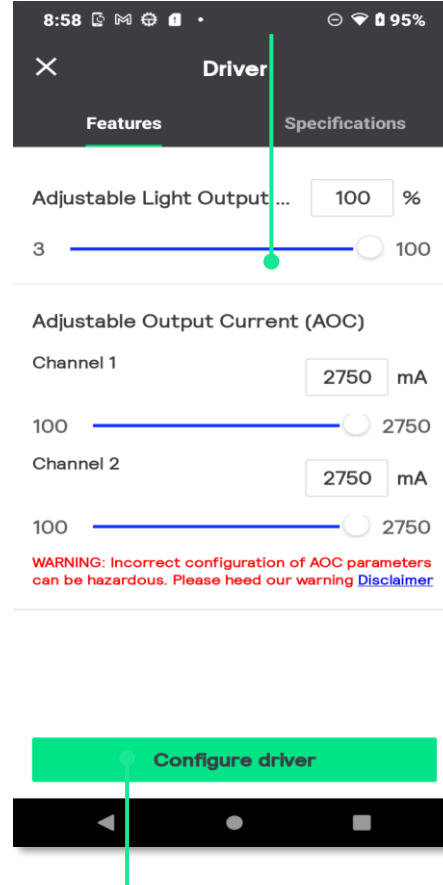 8:58 95%
Driver
Features Specifications
Adjustable Light Output ... 100 %
3 100
Adjustable Output Current (AOC)
Channel 1
2750 mA
100 2750
Channel 2
2750 mA
100 2750
WARNING: Incorrect configuration of AOC parameters
can be hazardous. Please heed our warning Disclaimer
Configure driver